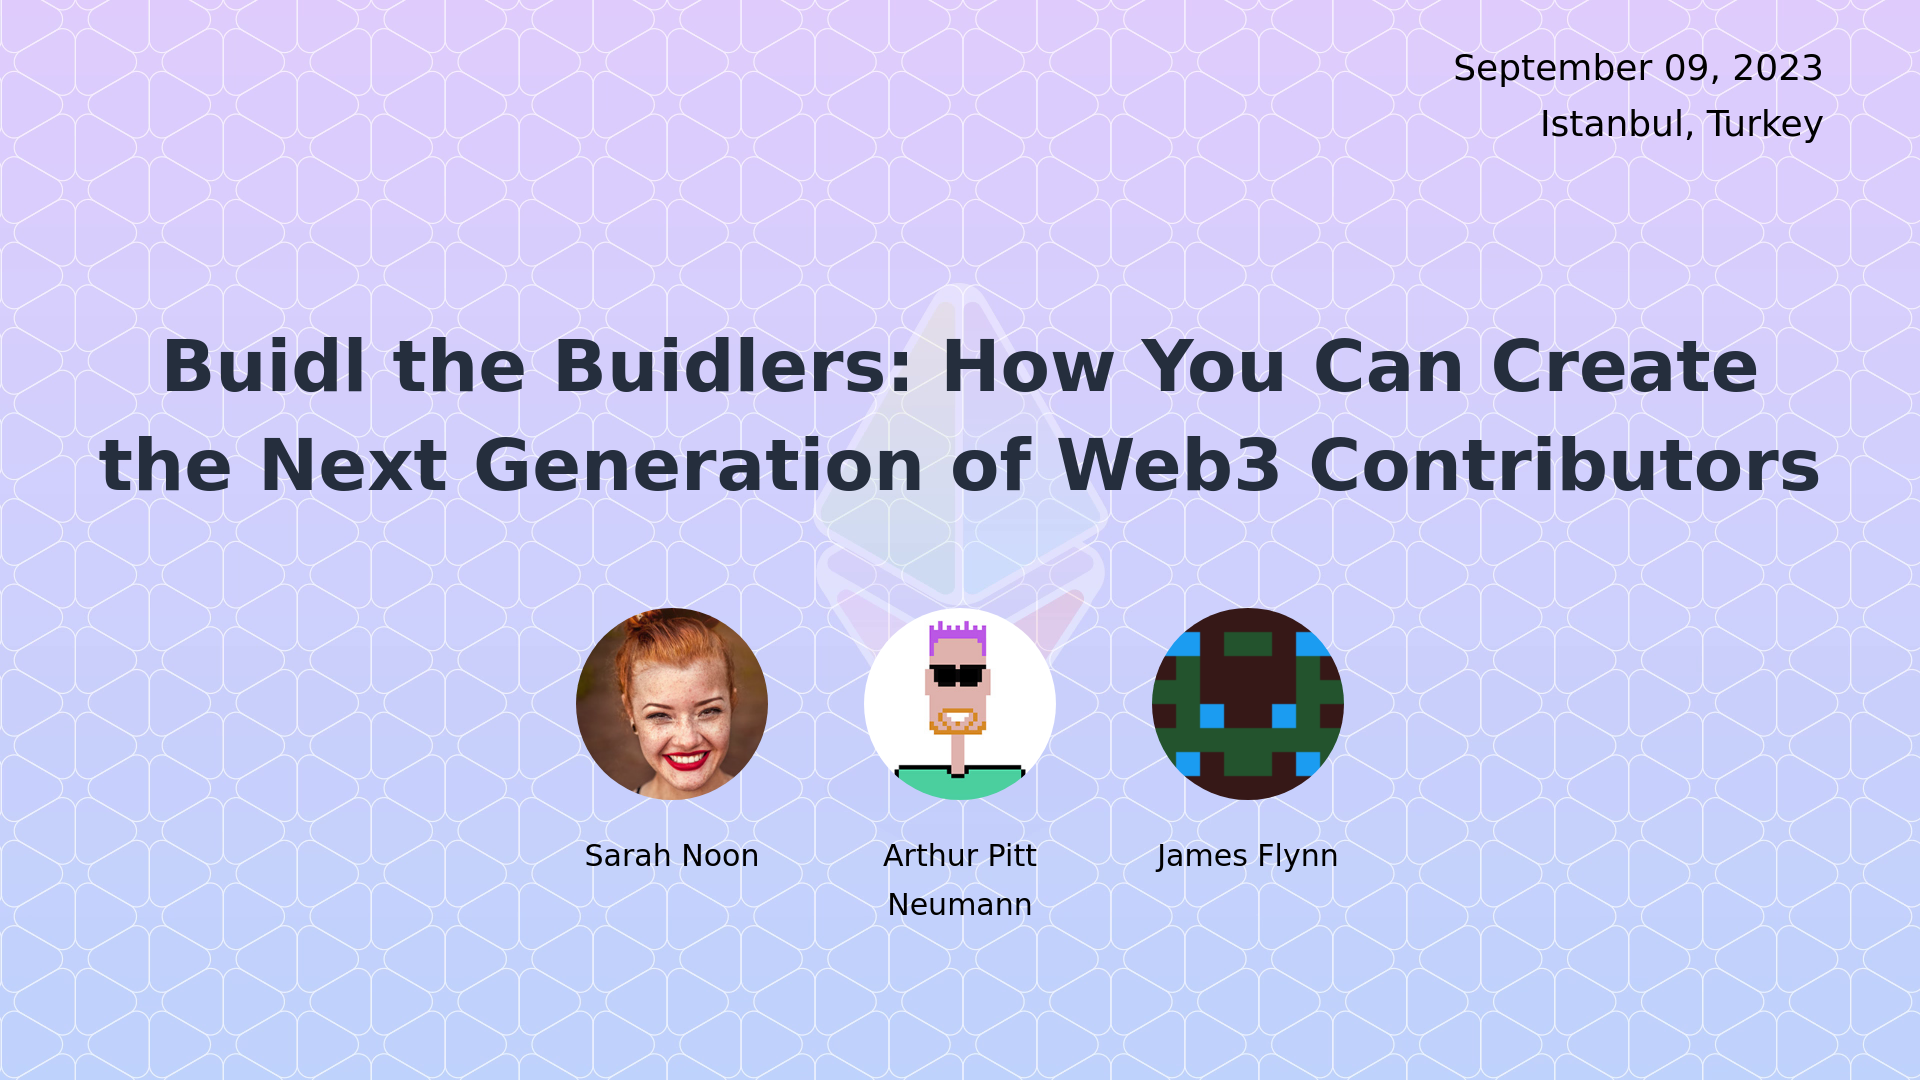 September 09, 2023
Istanbul, Turkey
Buidl the Buidlers: How You Can Create
the Next Generation of Web3 Contributors
Sarah Noon
Arthur Pitt
Neumann
James Flynn